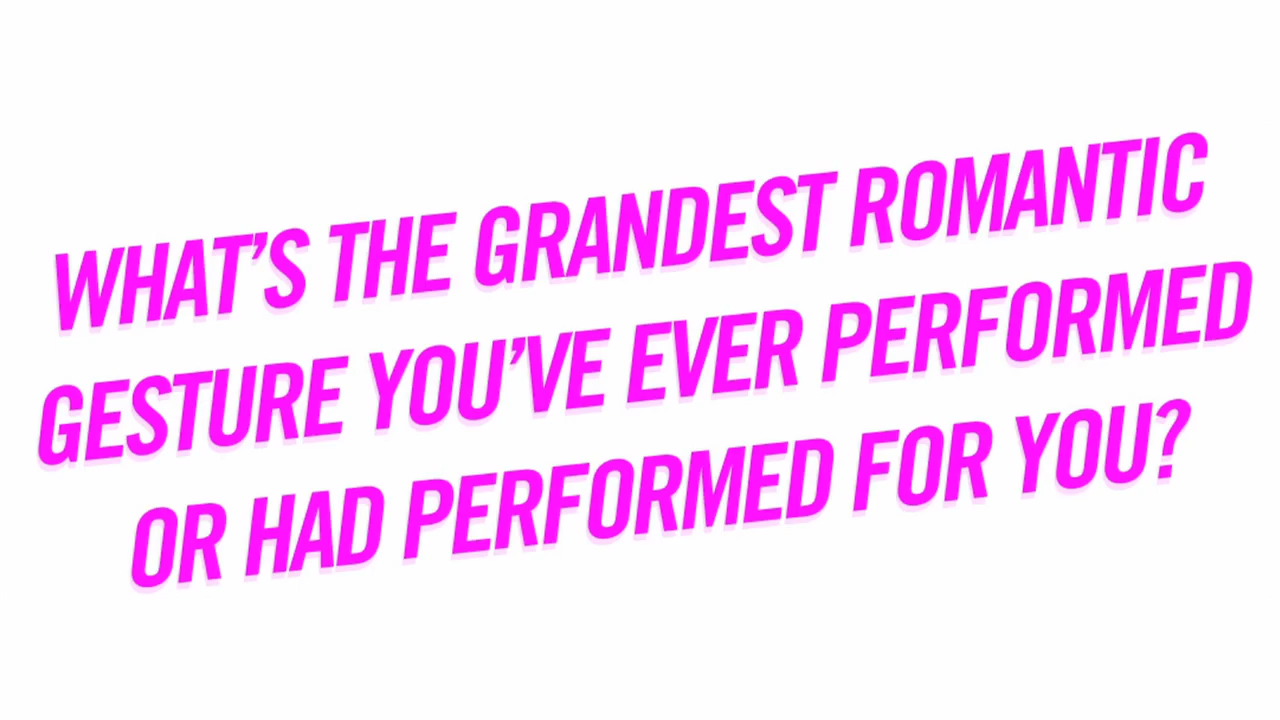 WHAT'S THE GRANDEST ROMANTIC
GESTURE YOU'VE EVER PERFORMED
OR HAD PERFORMED FOR YOU?